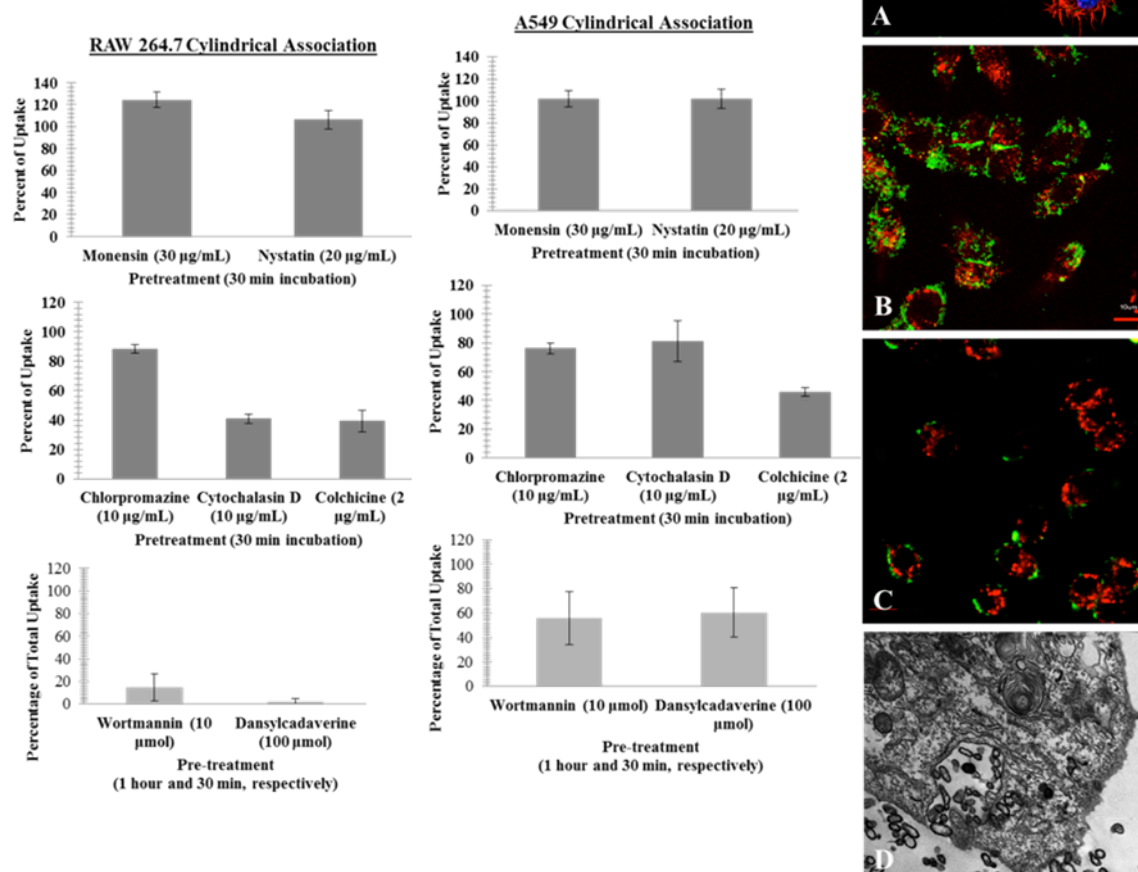 RAW 264.7 Cylindrical Association
Percent of Uptake
140
120
100
80
60
40
20
0
Monensin (30 µg/mL)
Nystatin (20 µg/mL)
Pretreatment (30 min incubation)
Percent of Uptake
120
100
80
60
40
20
0
Chlorpromazine
(10 µg/mL)
Cytochalasin D
(10 µg/mL)
Colchicine (2
µg/mL)
Pretreatment (30 min incubation)
Percentage of Total Uptake
120
100
80
60
40
20
0
Wortmannin (10
µmol)
Dansylcadaverine
(100 µmol)
Pre-treatment
(1 hour and 30 min, respectively)
A549 Cylindrical Association
Percent of Uptake
140
120
100
80
60
40
20
0
Monensin (30 µg/mL)
Nystatin (20 µg/mL)
Pretreatment (30 min incubation)
Percent of Uptake
120
100
80
60
40
20
0
Chlorpromazine
(10 µg/mL)
Cytochalasin D
(10 µg/mL)
Colchicine (2
µg/mL)
Pretreatment (30 min incubation)
Percentage of Total Uptake
120
100
80
60
40
20
0
Wortmannin (10 µmol)
Dansylcadaverine (100
µmol)
Pre-treatment
(1 hour and 30 min, respectively)
A
B
10µm
C
D